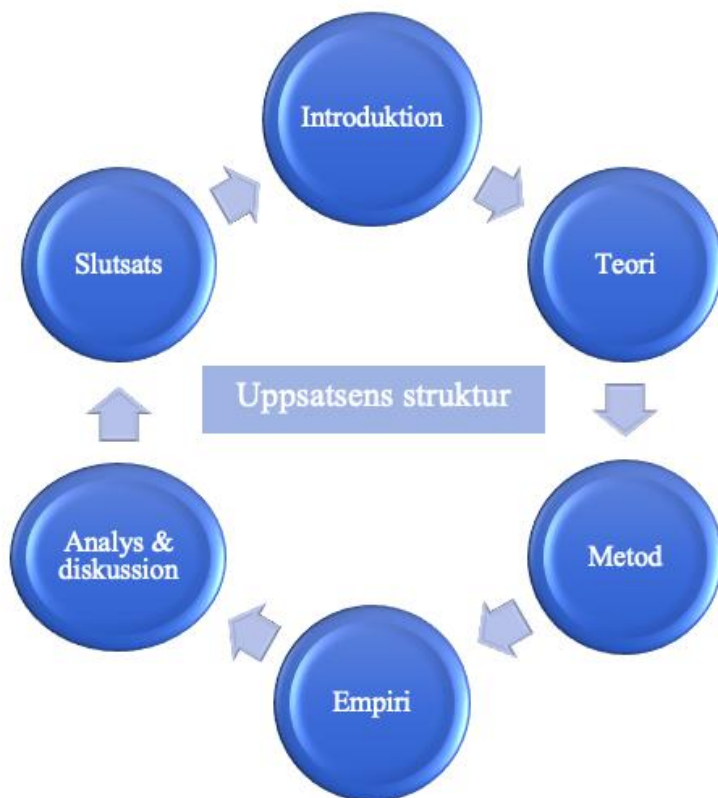 Introduktion
Teori
Metod
Empiri
Analys &
diskussion
Slutsats
Uppsatsens struktur